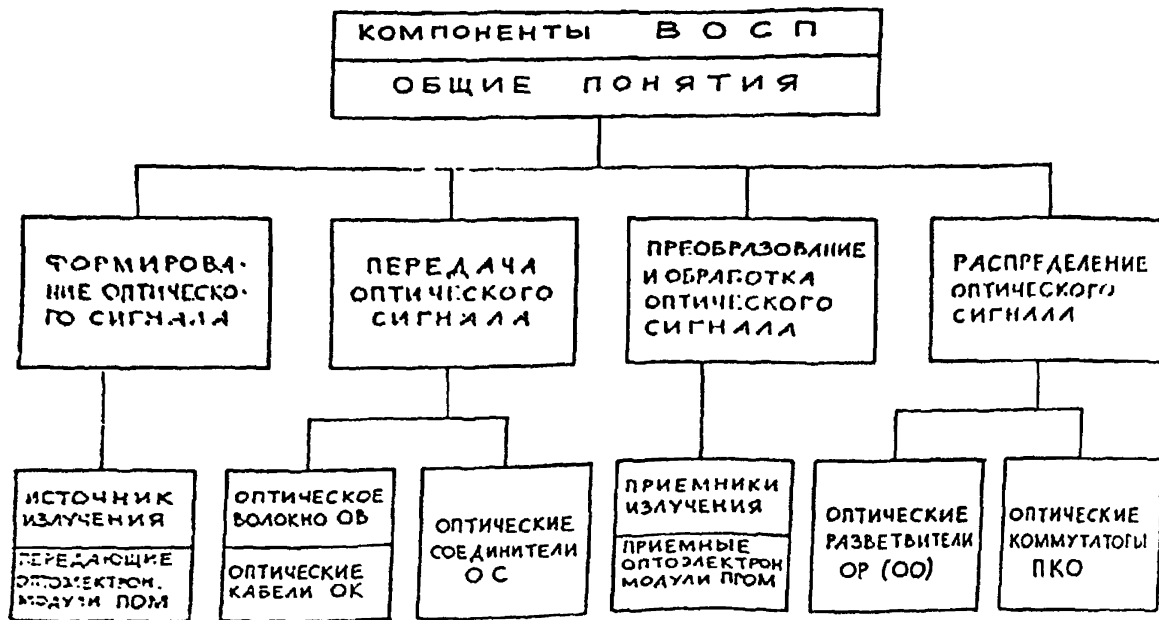 КОМПОНЕНТЫ ВОСП
ОБЩИЕ ПОНЯТИЯ
ФОРМИРОВА-
НИЕ ОПТИЧЕСКО-
ГО СИГНАЛА
ПЕРЕДАЧА
ОПТИЧЕСКОГО
СИГНАЛА
ПРЕОБРАЗОВАНИЕ
И ОБРАБОТКА
ОПТИЧЕСКОГО
СИГНАЛА
РАСПРЕДЕЛЕНИЕ
ОПТИЧЕСКОГО
СИГНАЛА
ИСТОЧНИК
ИЗЛУЧЕНИЯ
ПЕРЕДАЮЩИЕ
ОПТОЭЛЕКТРОН.
МОДУЛИ ПОМ
ОПТИЧЕСКОЕ
ВОЛОКНО ОВ
ОПТИЧЕСКИЕ
КАБЕЛИ ОК
ОПТИЧЕСКИЕ
СОЕДИНИТЕЛИ
ОС
ПРИЕМНИКИ
ИЗЛУЧЕНИЯ
ПРИЕМНЫЕ
ОПТОЭЛЕКТРОН
МОДУЛИ ПРОМ
ОПТИЧЕСКИЕ
РАЗВЕТВИТЕЛИ
ОР (ОО)
ОПТИЧЕСКИЕ
КОММУТАТОРЫ
ПКО